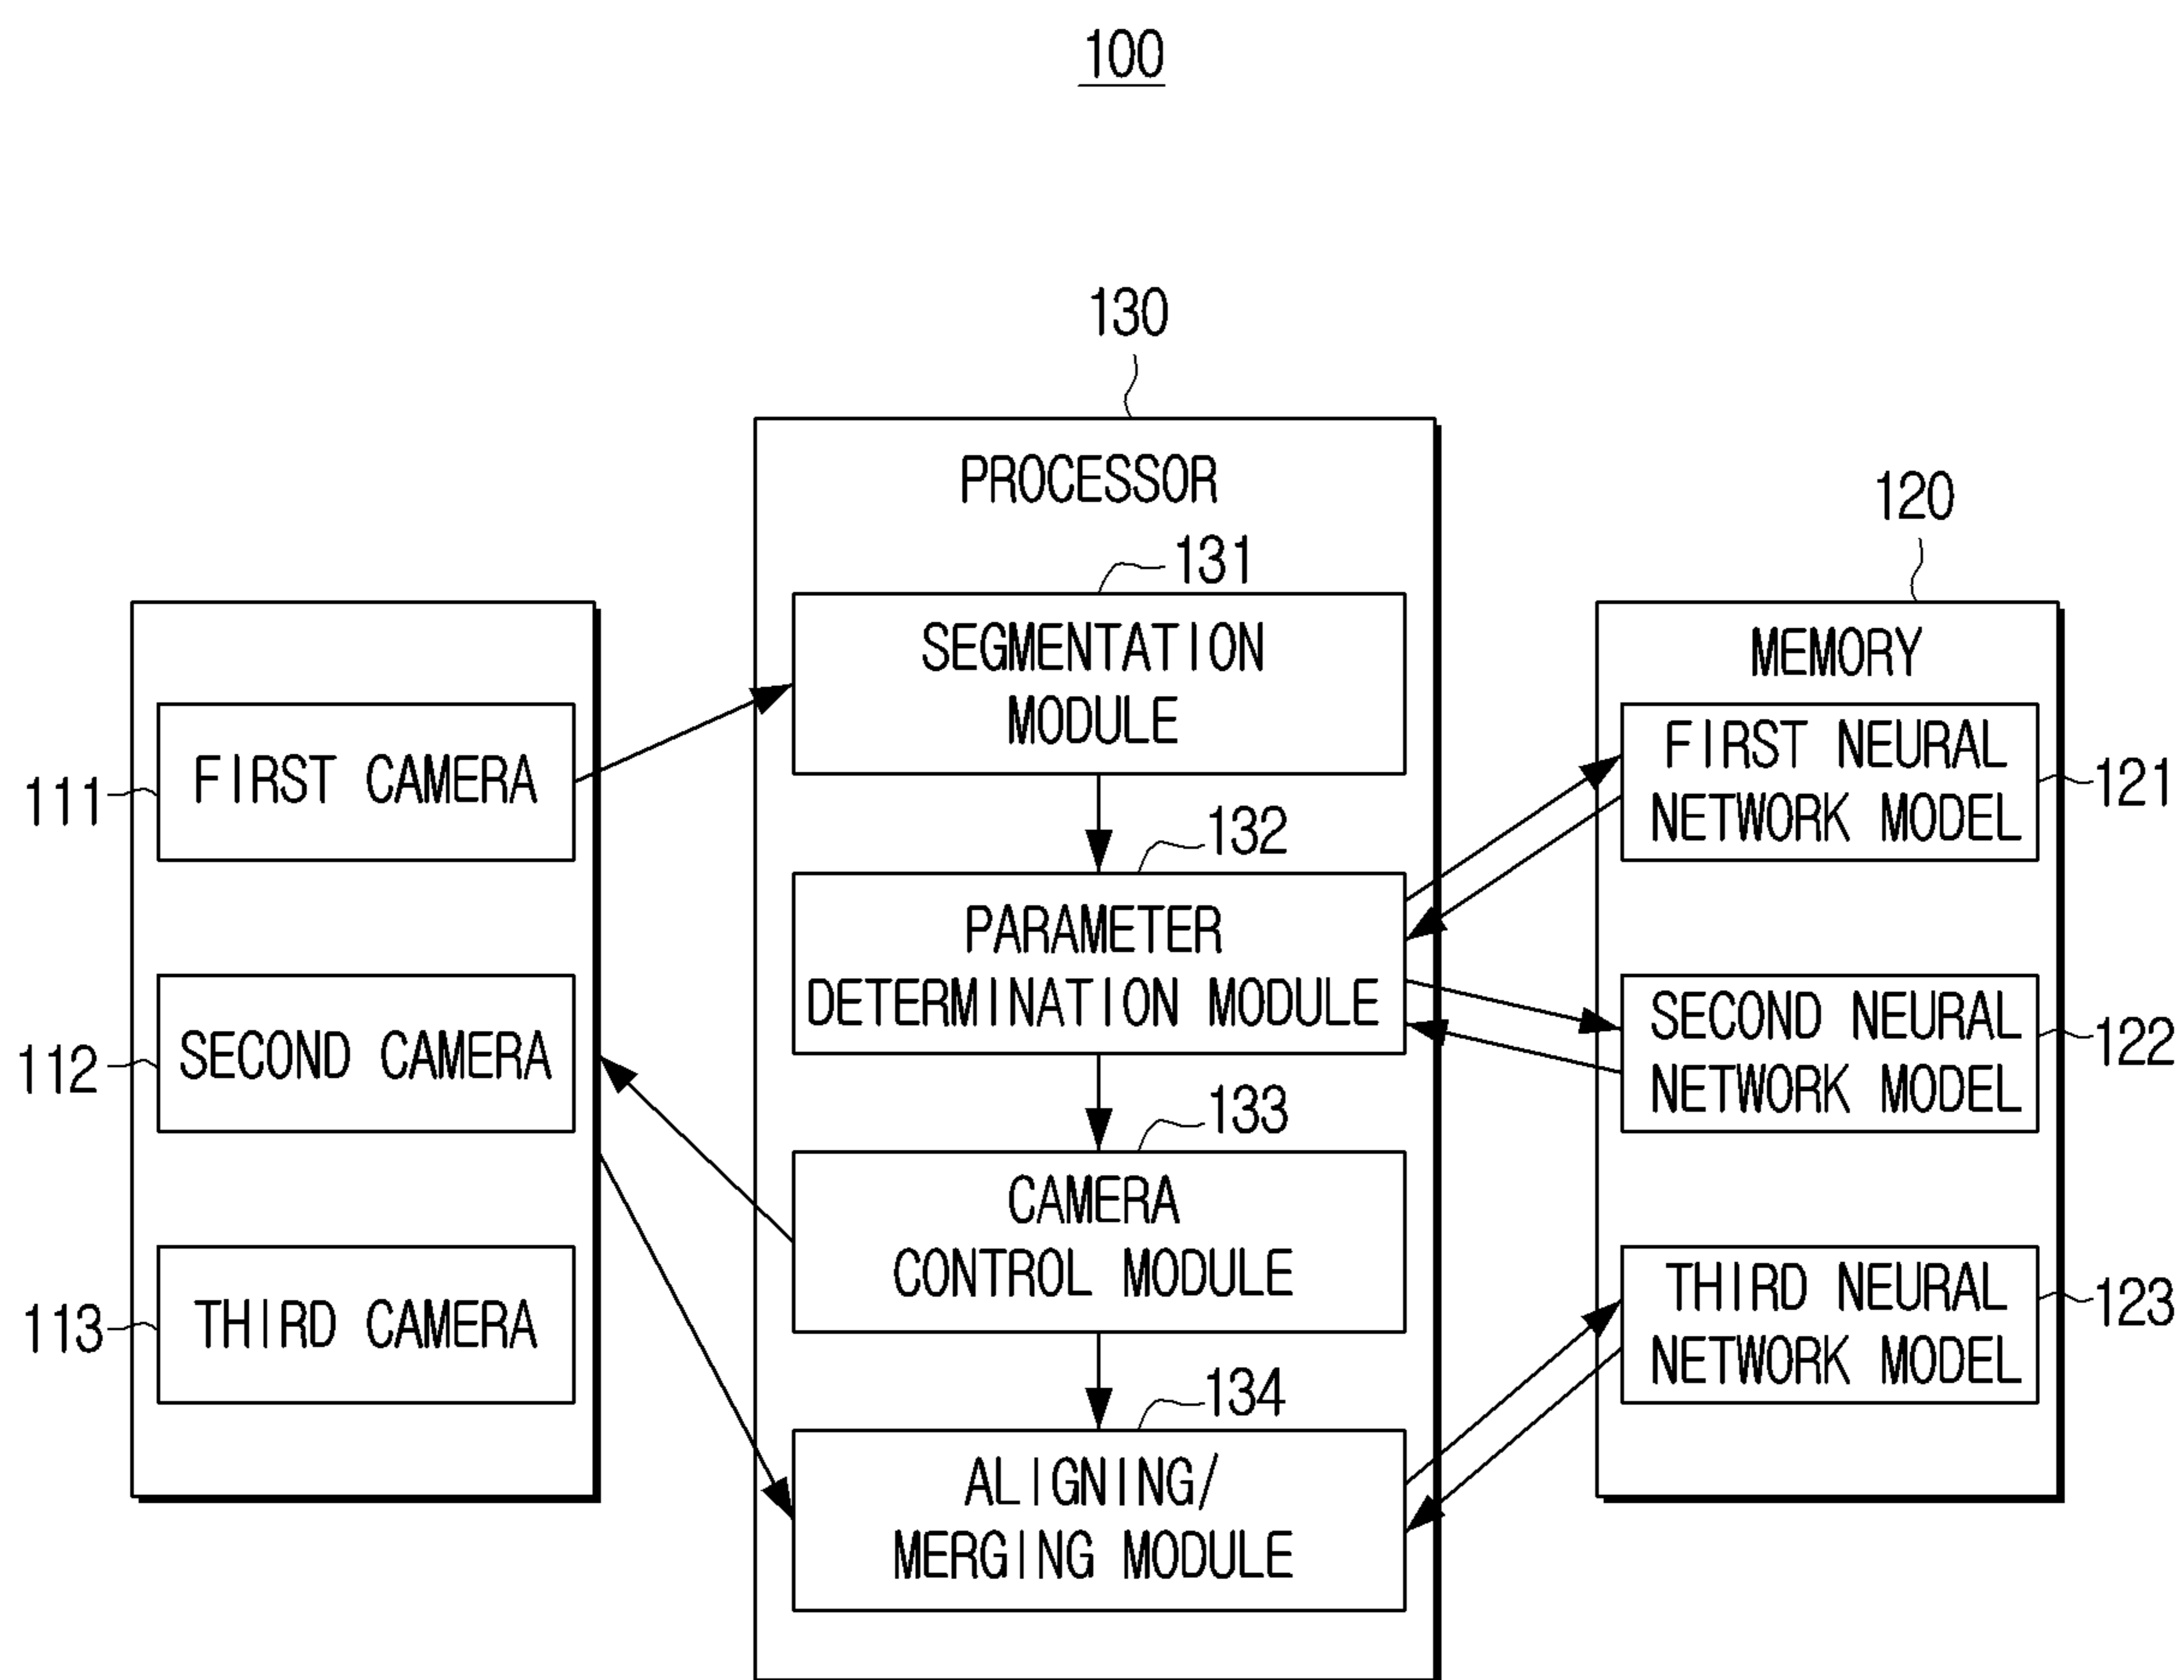 100
130
PROCESSOR
120
131
SEGMENTATION
MODULE
MEMORY
FIRST CAMERA
111
FIRST NEURAL
NETWORK MODEL
121
132
PARAMETER
DETERMINATION MODULE
SECOND CAMERA
112
SECOND NEURAL
NETWORK MODEL
122
133
CAMERA
CONTROL MODULE
THIRD CAMERA
113
THIRD NEURAL
NETWORK MODEL
123
134
ALIGNING/
MERGING MODULE